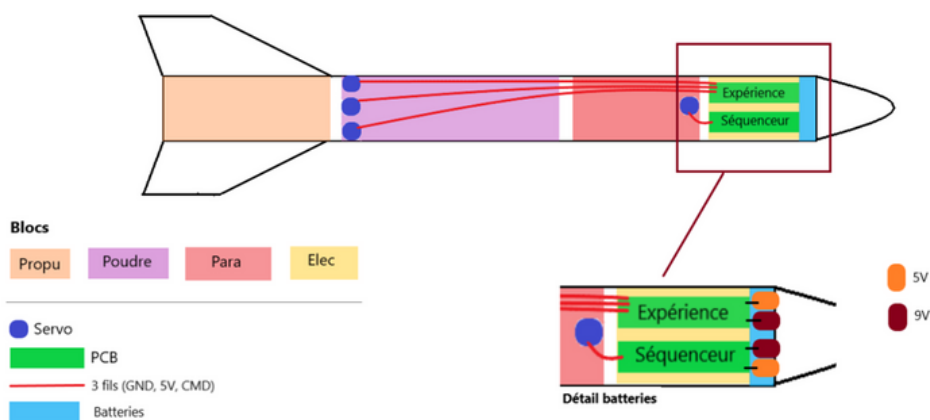 Expérience
Séquenceur
Blocs
Propu
Poudre
Para
Elec
Servo
PCB
3 fils (GND, 5V, CMD)
Batteries
Expérience
Séquenceur
Détail batteries
5V
9V